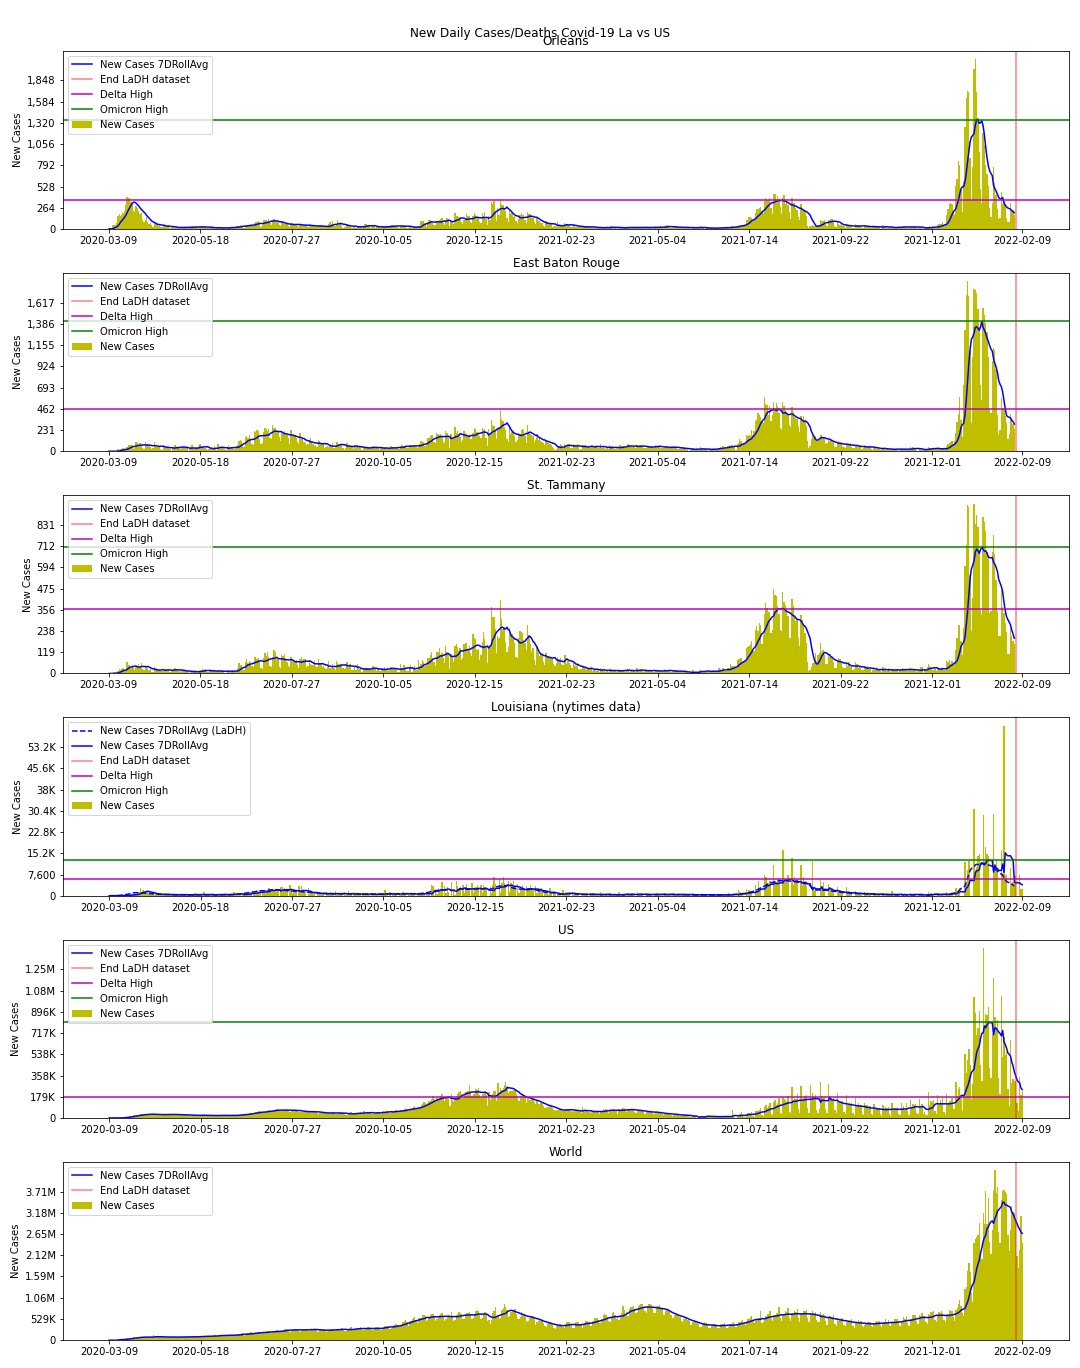 New Daily Cases/Deaths Covid-19 La vs US
Orleans
New Cases 7DRollAvg
End LaDH dataset
Delta High
Omicron High
New Cases
New Cases
1,848
1,584
1,320
1,056
792
528
264
0
2020-03-09 2020-05-18 2020-07-27 2020-10-05 2020-12-15 2021-02-23 2021-05-04 2021-07-14 2021-09-22 2021-12-01 2022-02-09
East Baton Rouge
New Cases 7DRollAvg
End LaDH dataset
Delta High
Omicron High
New Cases
New Cases
1,617
1,386
1,155
924
693
462
231
0
2020-03-09 2020-05-18 2020-07-27 2020-10-05 2020-12-15 2021-02-23 2021-05-04 2021-07-14 2021-09-22 2021-12-01 2022-02-09
St. Tammany
New Cases 7DRollAvg
End LaDH dataset
Delta High
Omicron High
New Cases
New Cases
831
712
594
475
356
238
119
0
2020-03-09 2020-05-18 2020-07-27 2020-10-05 2020-12-15 2021-02-23 2021-05-04 2021-07-14 2021-09-22 2021-12-01 2022-02-09
Louisiana (nytimes data)
New Cases 7DRollAvg (LaDH)
New Cases 7DRollAvg
End LaDH dataset
Delta High
Omicron High
New Cases
New Cases
53.2K
45.6K
38K
30.4K
22.8K
15.2K
7,600
0
2020-03-09 2020-05-18 2020-07-27 2020-10-05 2020-12-15 2021-02-23 2021-05-04 2021-07-14 2021-09-22 2021-12-01 2022-02-09
US
New Cases 7DRollAvg
End LaDH dataset
Delta High
Omicron High
New Cases
New Cases
1.25M
1.08M
896K
717K
538K
358K
179K
0
2020-03-09 2020-05-18 2020-07-27 2020-10-05 2020-12-15 2021-02-23 2021-05-04 2021-07-14 2021-09-22 2021-12-01 2022-02-09
World
New Cases 7DRollAvg
End LaDH dataset
New Cases
New Cases
3.71M
3.18M
2.65M
2.12M
1.59M
1.06M
529K
0
2020-03-09 2020-05-18 2020-07-27 2020-10-05 2020-12-15 2021-02-23 2021-05-04 2021-07-14 2021-09-22 2021-12-01 2022-02-09